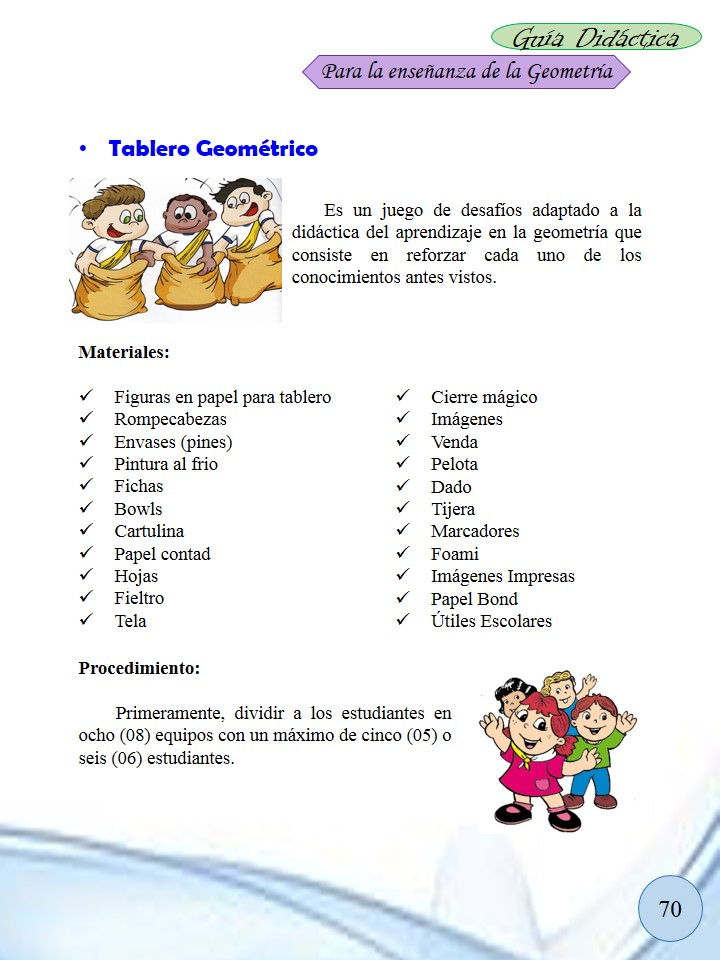 Guía Didáctica
Para la enseñanza de la Geometría
• Tablero Geométrico
Es un juego de desafíos adaptado a la
didáctica del aprendizaje en la geometría que
consiste en reforzar cada uno de los
conocimientos antes vistos.
Materiales:
✓ Figuras en papel para tablero
✓ Rompecabezas
✓ Envases (pines)
✓ Pintura al frio
✓ Fichas
✓ Bowls
✓ Cartulina
✓ Papel contad
✓ Hojas
✓ Fieltro
✓ Tela
✓ Cierre mágico
✓ Imágenes
✓ Venda
✓ Pelota
✓ Dado
✓ Tijera
✓ Marcadores
✓ Foami
✓ Imágenes Impresas
✓ Papel Bond
✓ Útiles Escolares
Procedimiento:
Primeramente, dividir a los estudiantes en
ocho (08) equipos con un máximo de cinco (05) o
seis (06) estudiantes.
70